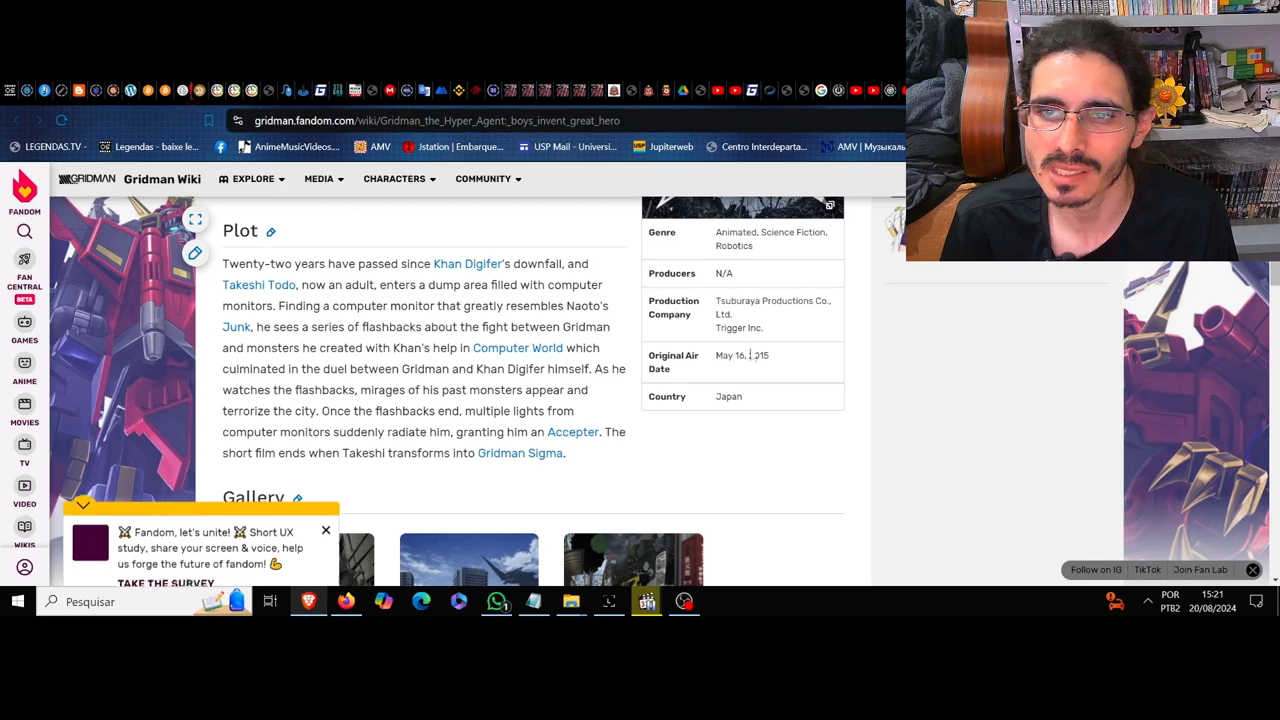 gridman.fandom.com/wiki/Gridman_the_Hyper_Agent:_boys_invent_great_hero
LEGENDAS.TV - Legendas - baixe le... AnimeMusicVideos.... AMV Jstation | Embarque... USP Mail - Universi... Jupiterweb Centro Interdeparta... AMV | Музыкаль
GRIDMAN Gridman Wiki EXPLORE MEDIA CHARACTERS COMMUNITY
FANDOM
FAN
CENTRAL
BETA
GAMES
ANIME
MOVIES
TV
VIDEO
WIKIS
Plot
Twenty-two years have passed since Khan Digifer's downfall, and
Takeshi Todo, now an adult, enters a dump area filled with computer
monitors. Finding a computer monitor that greatly resembles Naoto's
Junk, he sees a series of flashbacks about the fight between Gridman
and monsters he created with Khan's help in Computer World which
culminated in the duel between Gridman and Khan Digifer himself. As he
watches the flashbacks, mirages of his past monsters appear and
terrorize the city. Once the flashbacks end, multiple lights from
computer monitors suddenly radiate him, granting him an Accepter. The
short film ends when Takeshi transforms into Gridman Sigma.
Gallery
Genre Animated, Science Fiction,
Robotics
Producers N/A
Production Company Tsuburaya Productions Co.,
Ltd.
Trigger Inc.
Original Air Date May 16, 2015
Country Japan
Fandom, let's unite! Short UX
study, share your screen & voice, help
us forge the future of fandom!
TAKE THE SURVEY
Follow on IG TikTok Join Fan Lab
Pesquisar
1
POR
PTB2
15:21
20/08/2024